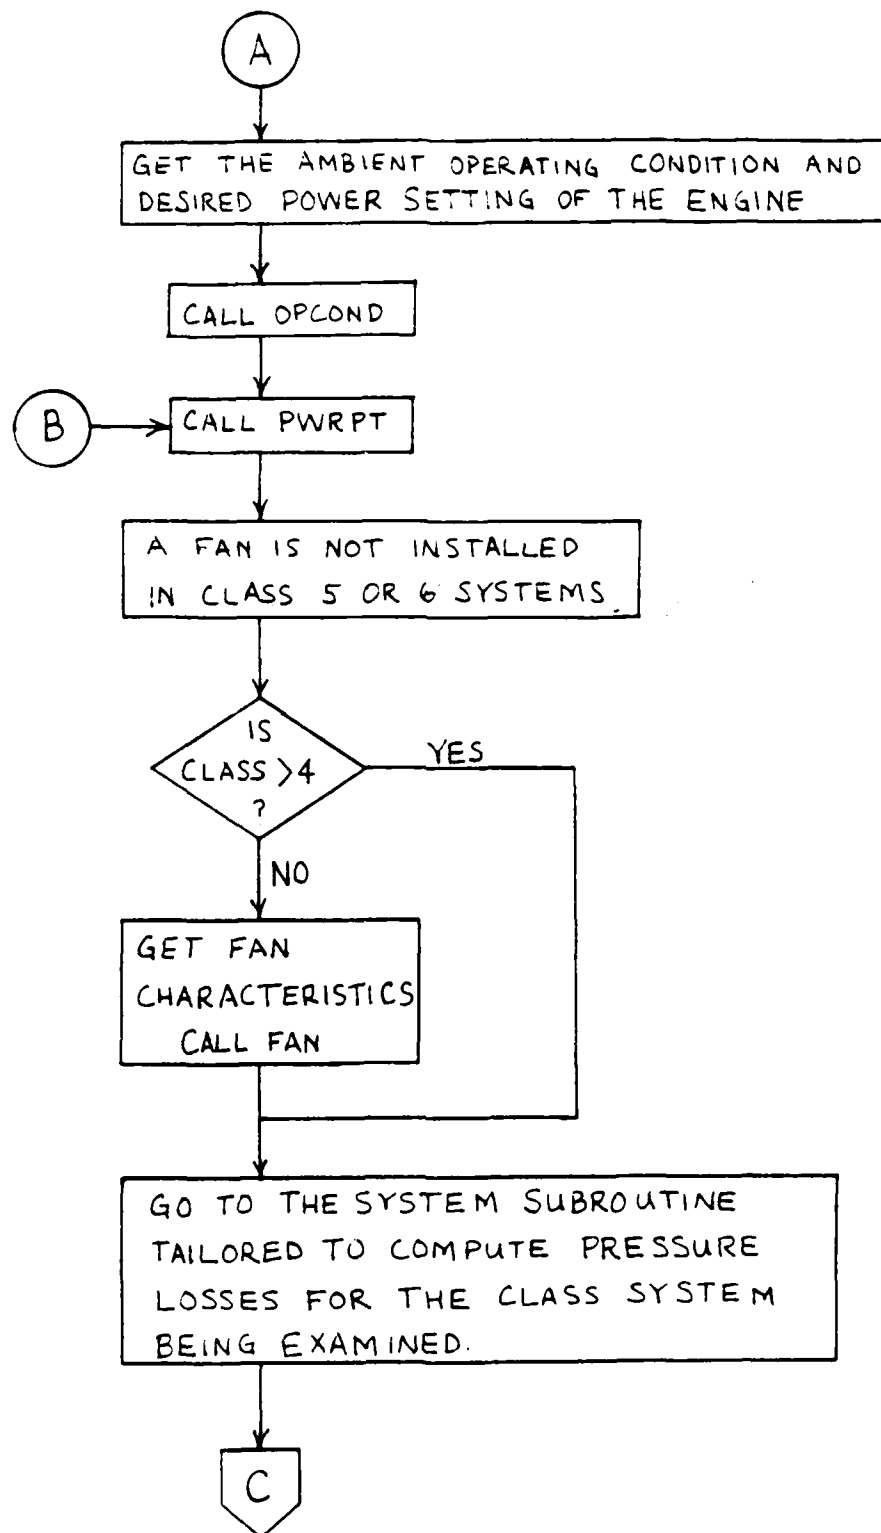 A
GET THE AMBIENT OPERATING CONDITION AND
DESIRED POWER SETTING OF THE ENGINE
CALL OPCOND
B
CALL PWRPT
A FAN IS NOT INSTALLED
IN CLASS 5 OR 6 SYSTEMS.
IS
CLASS >4
?
YES
NO
GET FAN
CHARACTERISTICS
CALL FAN
GO TO THE SYSTEM SUBROUTINE
TAILORED TO COMPUTE PRESSURE
LOSSES FOR THE CLASS SYSTEM
BEING EXAMINED.
C